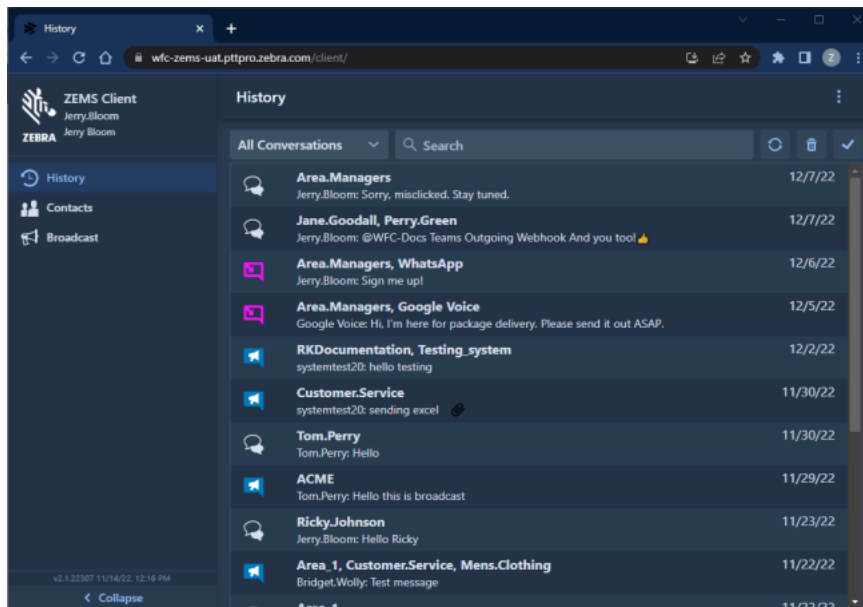 History
wfc-zems-uat.pttpro.zebra.com/client/
Z
ZEMS Client
Jerry.Bloom
Jerry Bloom
ZEBRA
History
Contacts
Broadcast
v2.1.22307 11/14/22, 12:16 PM
Collapse
History
All Conversations
Search
Area.Managers 12/7/22
Jerry.Bloom: Sorry, misclicked. Stay tuned.
Jane.Goodall, Perry.Green 12/7/22
Jerry.Bloom: @WFC-Docs Teams Outgoing Webhook And you too!👍
Area.Managers, WhatsApp 12/6/22
Jerry.Bloom: Sign me up!
Area.Managers, Google Voice 12/5/22
Google Voice: Hi, I'm here for package delivery. Please send it out ASAP.
RKDocumentation, Testing_system 12/2/22
systemtest20: hello testing
Customer.Service 11/30/22
systemtest20: sending excel
Tom.Perry 11/30/22
Tom.Perry: Hello
ACME 11/29/22
Tom.Perry: Hello this is broadcast
Ricky.Johnson 11/23/22
Jerry.Bloom: Hello Ricky
Area_1, Customer.Service, Mens.Clothing 11/22/22
Bridget.Wolly: Test message